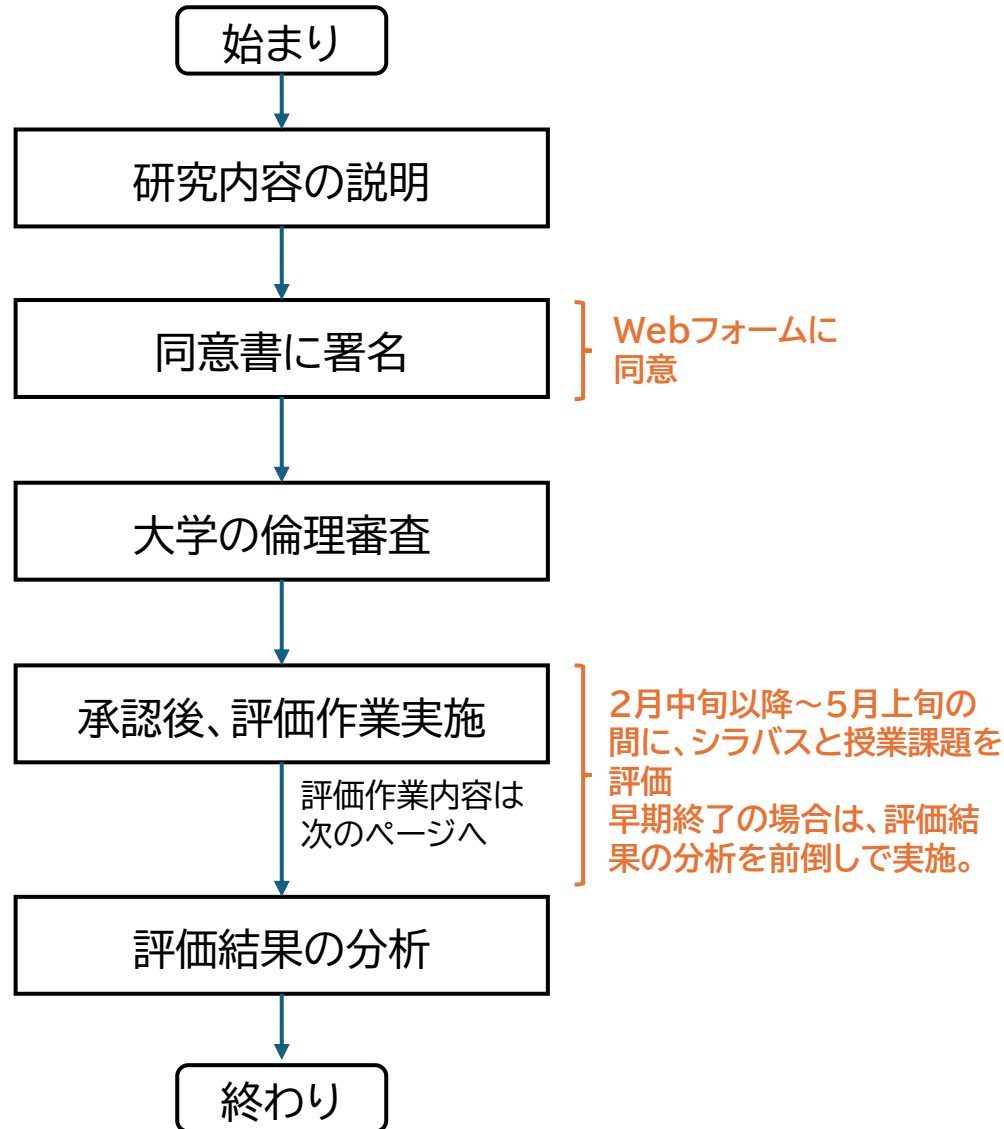 始まり
研究内容の説明
同意書に署名
Webフォームに
同意
大学の倫理審査
承認後、評価作業実施
2月中旬以降～5月上旬の
間に、シラバスと授業課題を
評価
早期終了の場合は、評価結
果の分析を前倒しで実施。
評価作業内容は
次のページへ
評価結果の分析
終わり